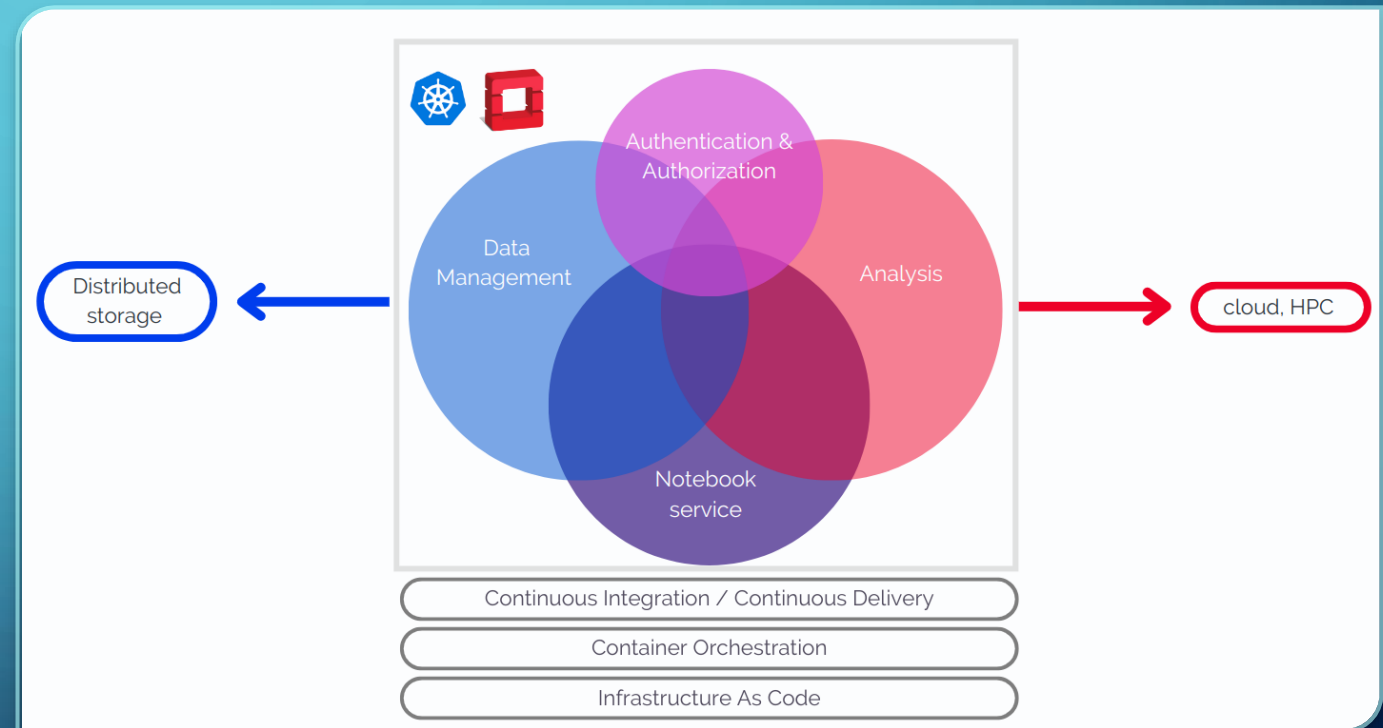 Authentication &
Authorization
Data
Management
Analysis
Distributed
storage
cloud, HPC
Notebook
service
Continuous Integration / Continuous Delivery
Container Orchestration
Infrastructure As Code